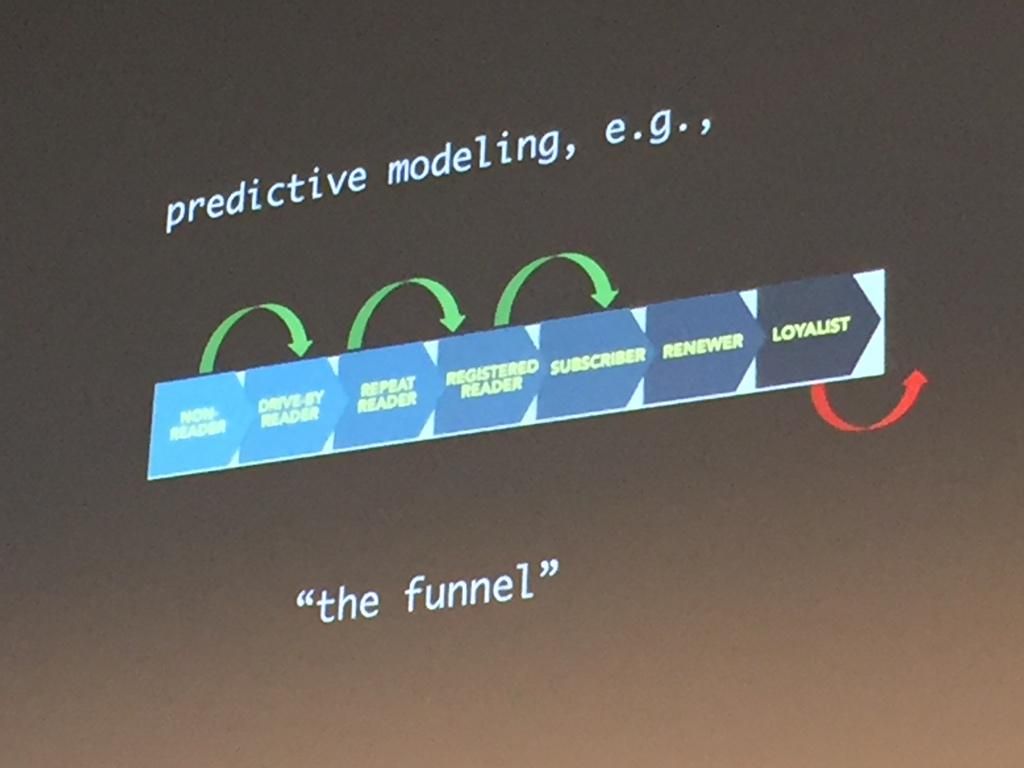 predictive modeling, e.g.,
NON-
READER
DRIVE-BY
READER
REPEAT
READER
REGISTERED
READER
SUBSCRIBER
RENEWER
LOYALIST
“the funnel”